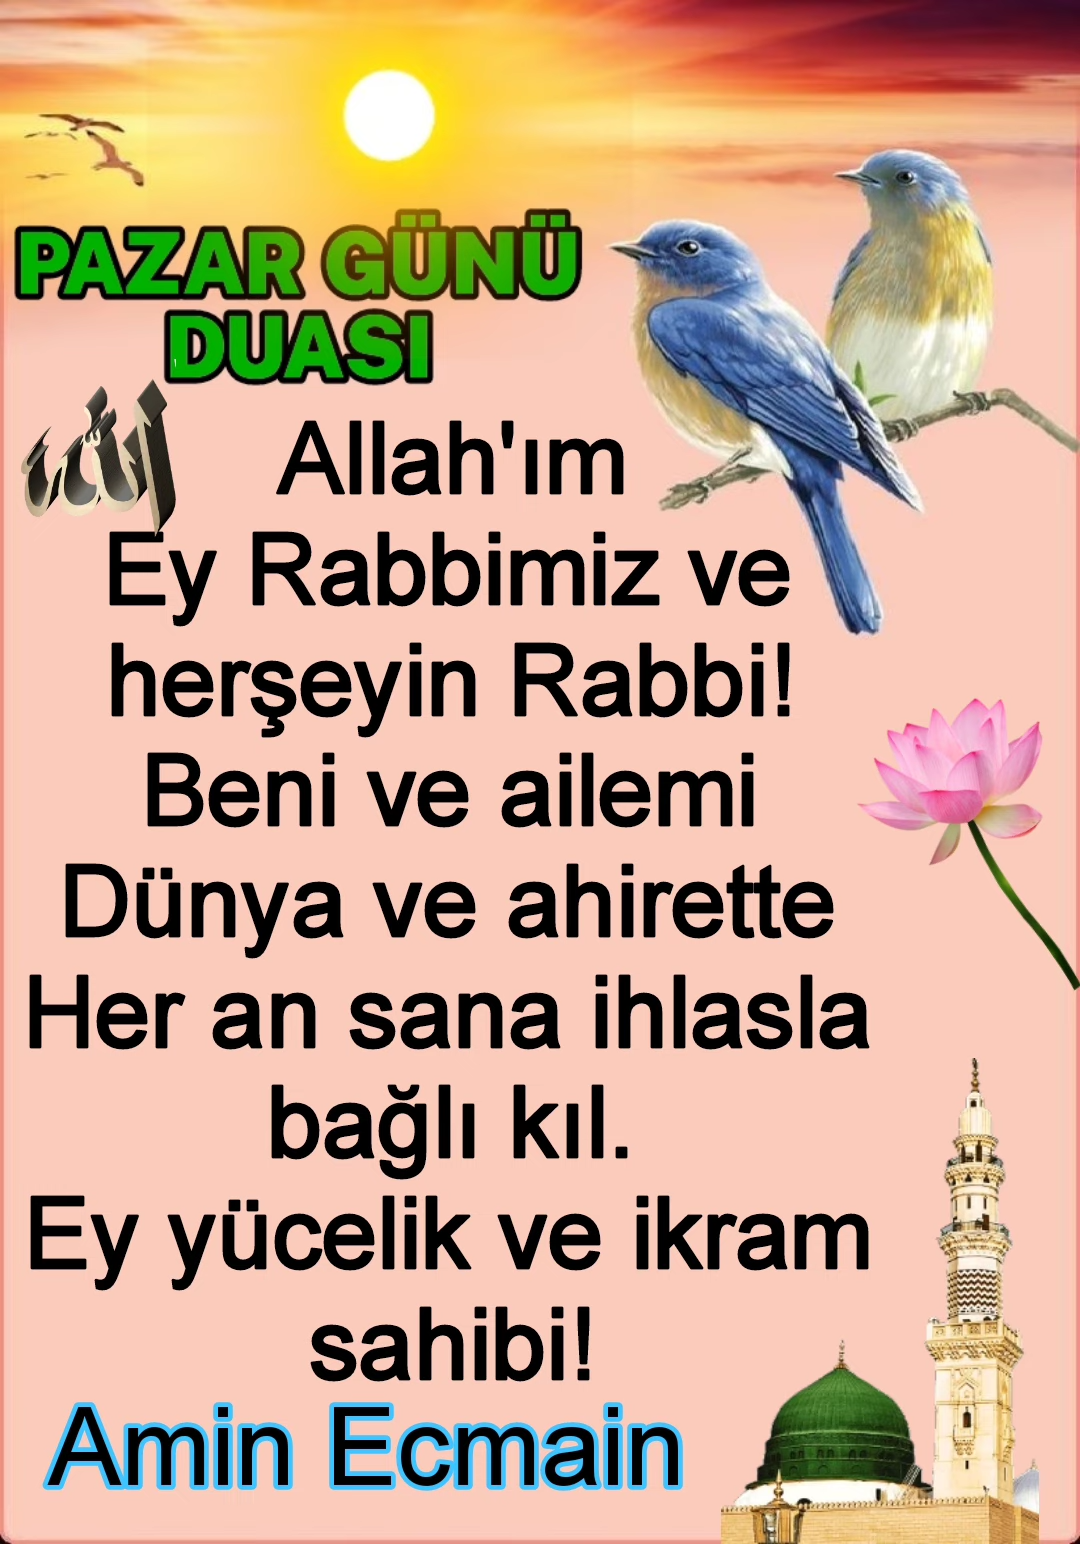 PAZAR GÜNÜ
DUASI
الله
Allah'ım
Ey Rabbimiz ve
herşeyin Rabbi!
Beni ve ailemi
Dünya ve ahirette
Her an sana ihlasla
bağlı kıl.
Ey yücelik ve ikram
sahibi!
Amin Ecmain